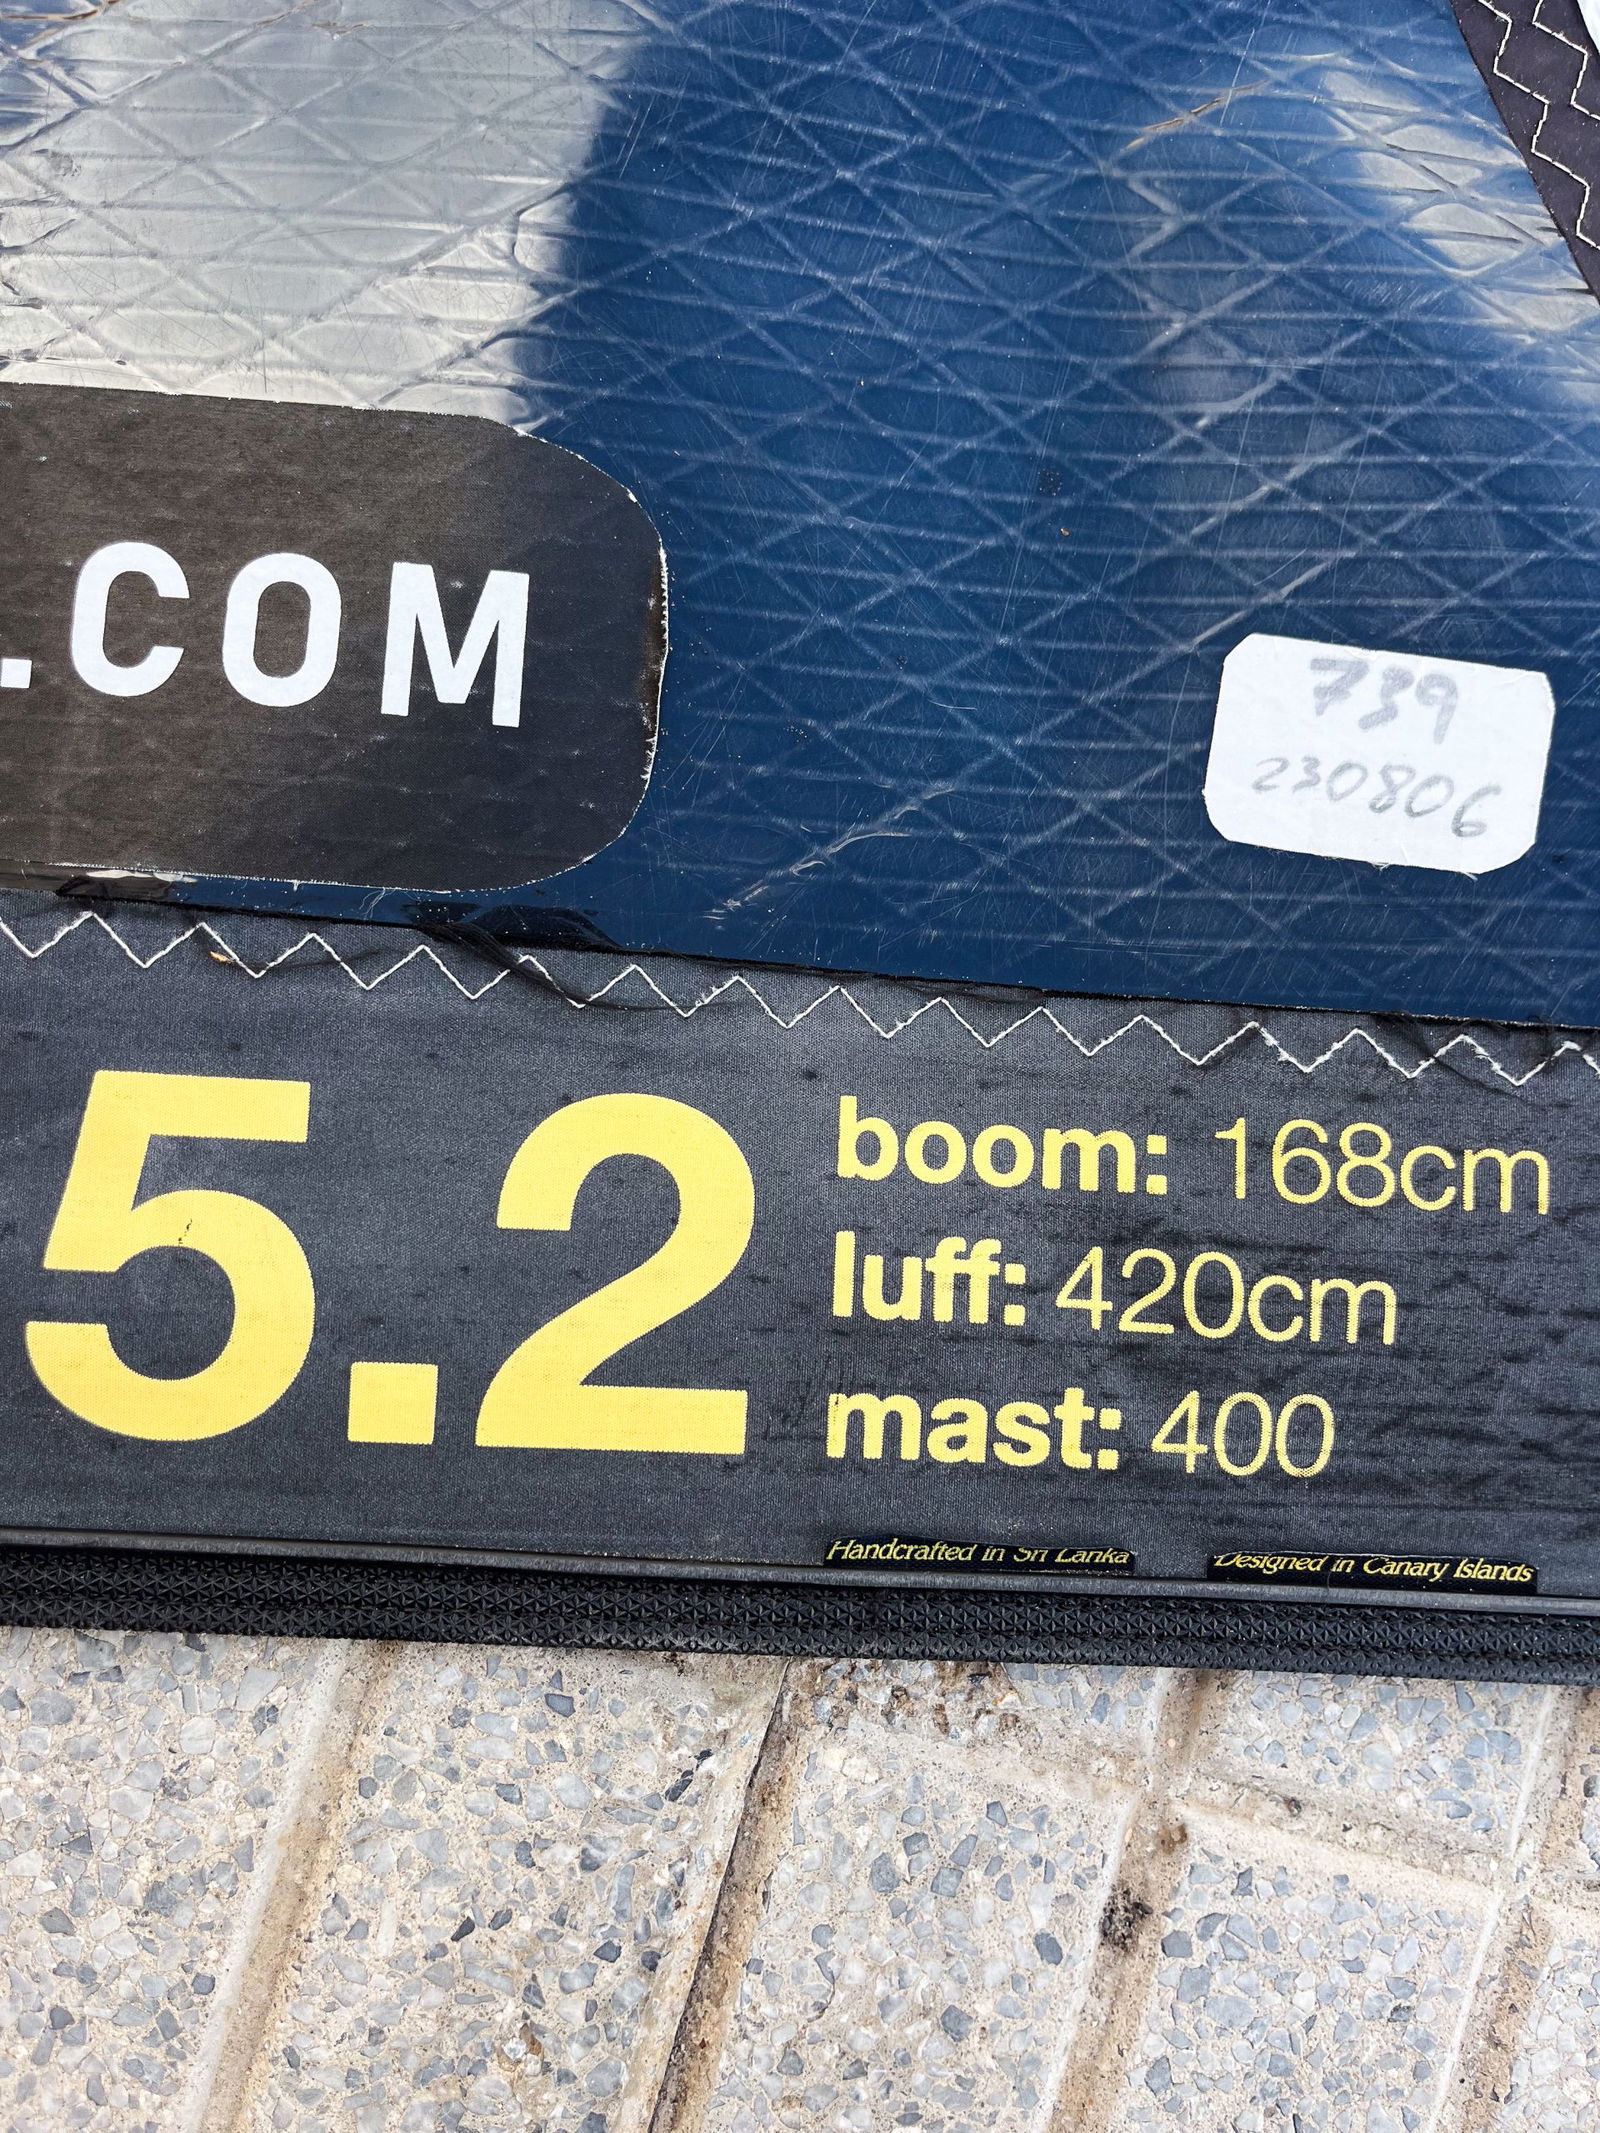 .COM
739
230806
5.2
boom: 168cm
luff: 420cm
mast: 400
Handcrafted in Sri Lanka
Designed in Canary Islands